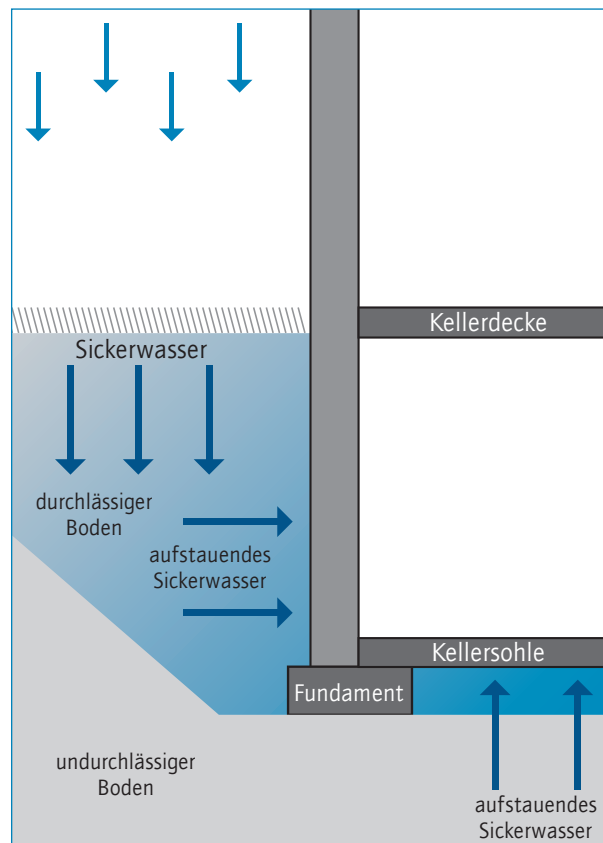 Kellerdecke
Sickerwasser
durchlässiger
Boden
aufstauendes
Sickerwasser
Kellersohle
Fundament
undurchlässiger
Boden
aufstauendes
Sickerwasser